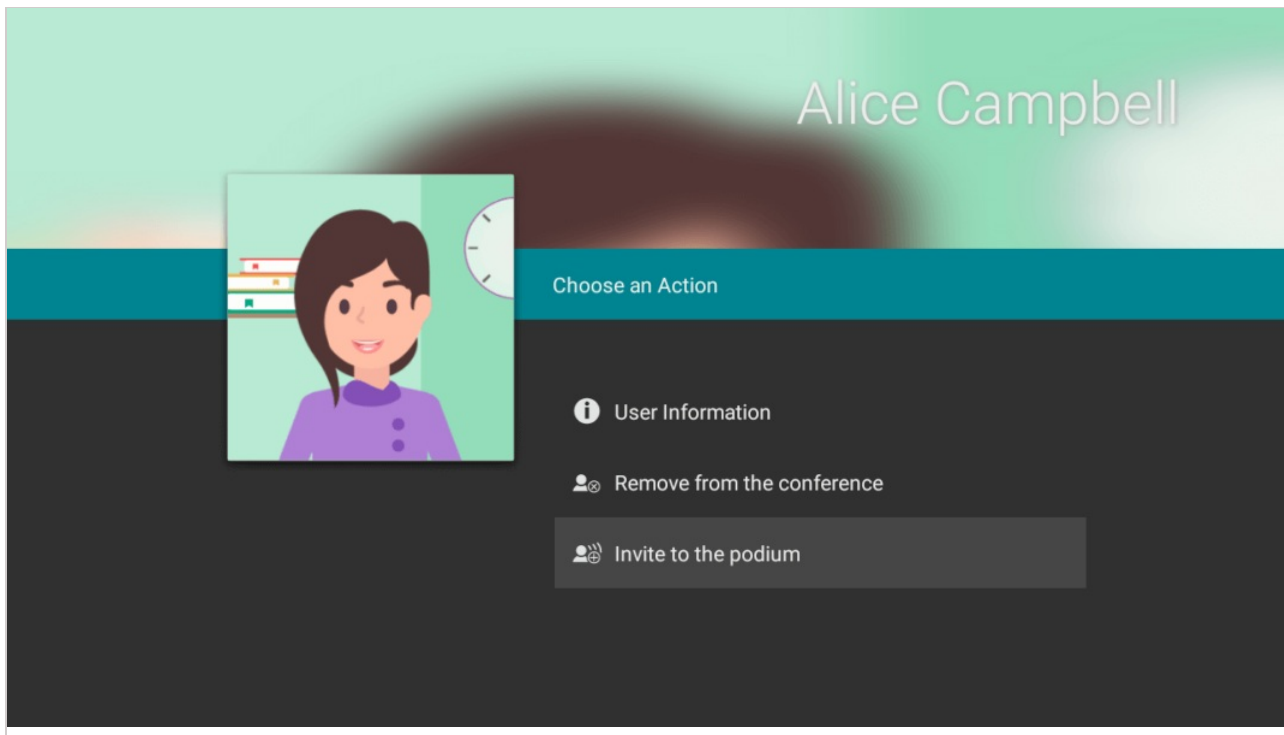 Alice Campbell
Choose an Action
User Information
Remove from the conference
Invite to the podium